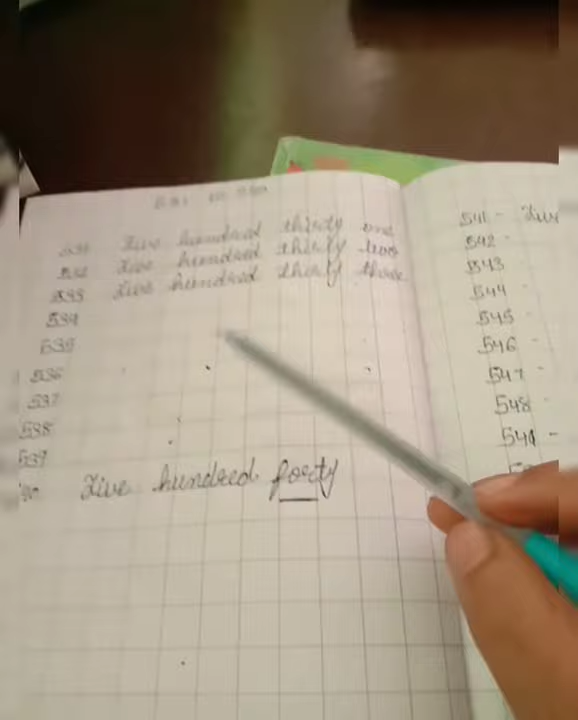 531 Five hundred thirty one
532 Five hundred thirty two
533 Five hundred thirty three
534
535
536
537
538
539
Five hundred forty
541 - Five
542 -
543
544
545
546 -
547 -
548 -
549 -